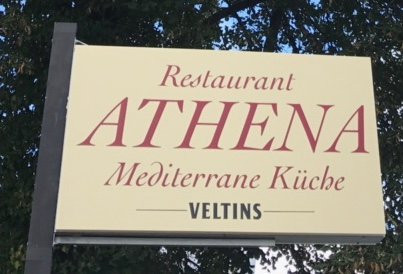 Restaurant
ATHENA
Mediterrane Küche
VELTINS